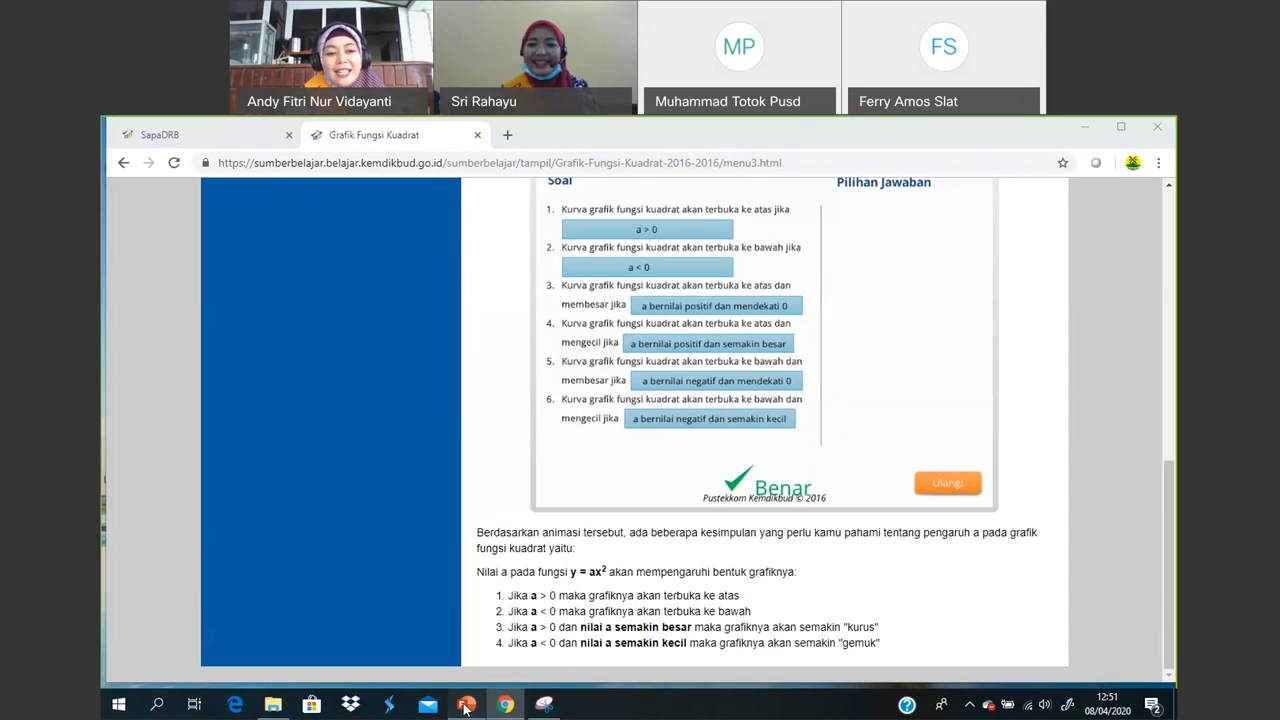 MP
FS
Andy Fitri Nur Vidayanti
Sri Rahayu
Muhammad Totok Pusd
Ferry Amos Slat
SapaDRB
Grafik Fungsi Kuadrat
https://sumberbelajar.belajar.kemdikbud.go.id/sumberbelajar/tampil/Grafik-Fungsi-Kuadrat-2016-2016/menu3.html
Soal
Pilihan Jawaban
1. Kurva grafik fungsi kuadrat akan terbuka ke atas jika
a > 0
2. Kurva grafik fungsi kuadrat akan terbuka ke bawah jika
a < 0
3. Kurva grafik fungsi kuadrat akan terbuka ke atas dan
membesar jika a bernilai positif dan mendekati 0
4. Kurva grafik fungsi kuadrat akan terbuka ke atas dan
mengecil jika a bernilai positif dan semakin besar
5. Kurva grafik fungsi kuadrat akan terbuka ke bawah dan
membesar jika a bernilai negatif dan mendekati 0
6. Kurva grafik fungsi kuadrat akan terbuka ke bawah dan
mengecil jika a bernilai negatif dan semakin kecil
Benar
Ulangi
Pustekkom Kemdikbud © 2016
Berdasarkan animasi tersebut, ada beberapa kesimpulan yang perlu kamu pahami tentang pengaruh a pada grafik
fungsi kuadrat yaitu:
Nilai a pada fungsi y = ax² akan mempengaruhi bentuk grafiknya:
1. Jika a > 0 maka grafiknya akan terbuka ke atas
2. Jika a < 0 maka grafiknya akan terbuka ke bawah
3. Jika a > 0 dan nilai a semakin besar maka grafiknya akan semakin "kurus"
4. Jika a < 0 dan nilai a semakin kecil maka grafiknya akan semakin "gemuk"
12:51
08/04/2020
2